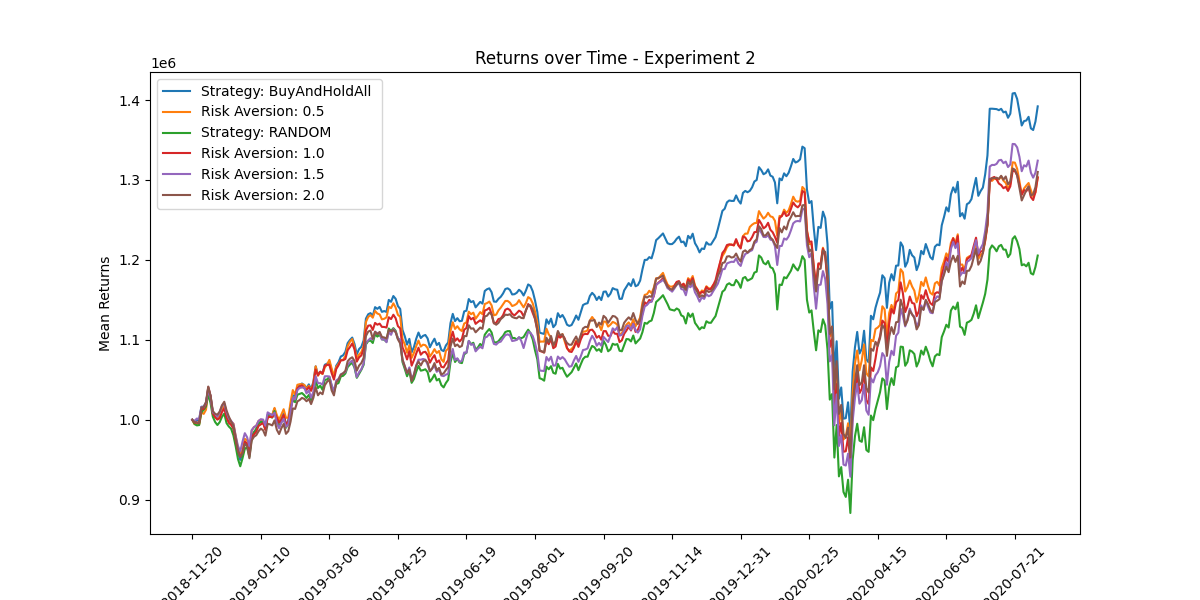 Returns over Time - Experiment 2
1e6
Strategy: BuyAndHoldAll
Risk Aversion: 0.5
Strategy: RANDOM
Risk Aversion: 1.0
Risk Aversion: 1.5
Risk Aversion: 2.0
1.4
1.3
1.2
1.1
1.0
0.9
Mean Returns
2018-11-20
2019-01-10
2019-03-06
2019-04-25
2019-06-19
2019-08-01
2019-09-20
2019-11-14
2019-12-31
2020-02-25
2020-04-15
2020-06-03
2020-07-21